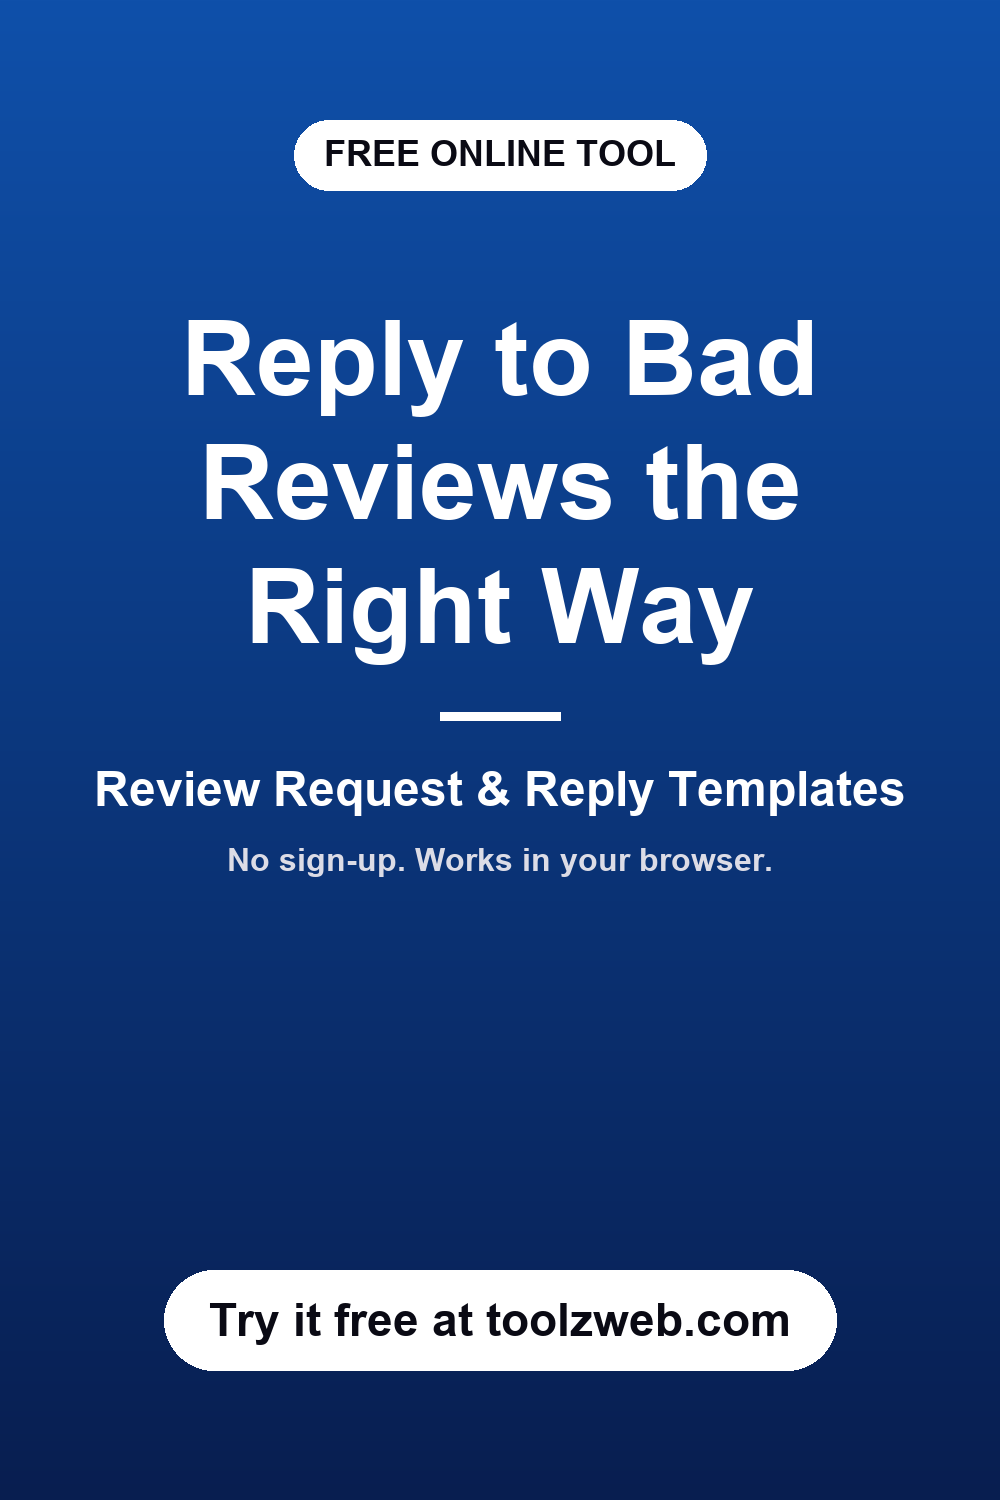 FREE ONLINE TOOL
Reply to Bad
Reviews the
Right Way
Review Request & Reply Templates
No sign-up. Works in your browser.
Try it free at toolzweb.com